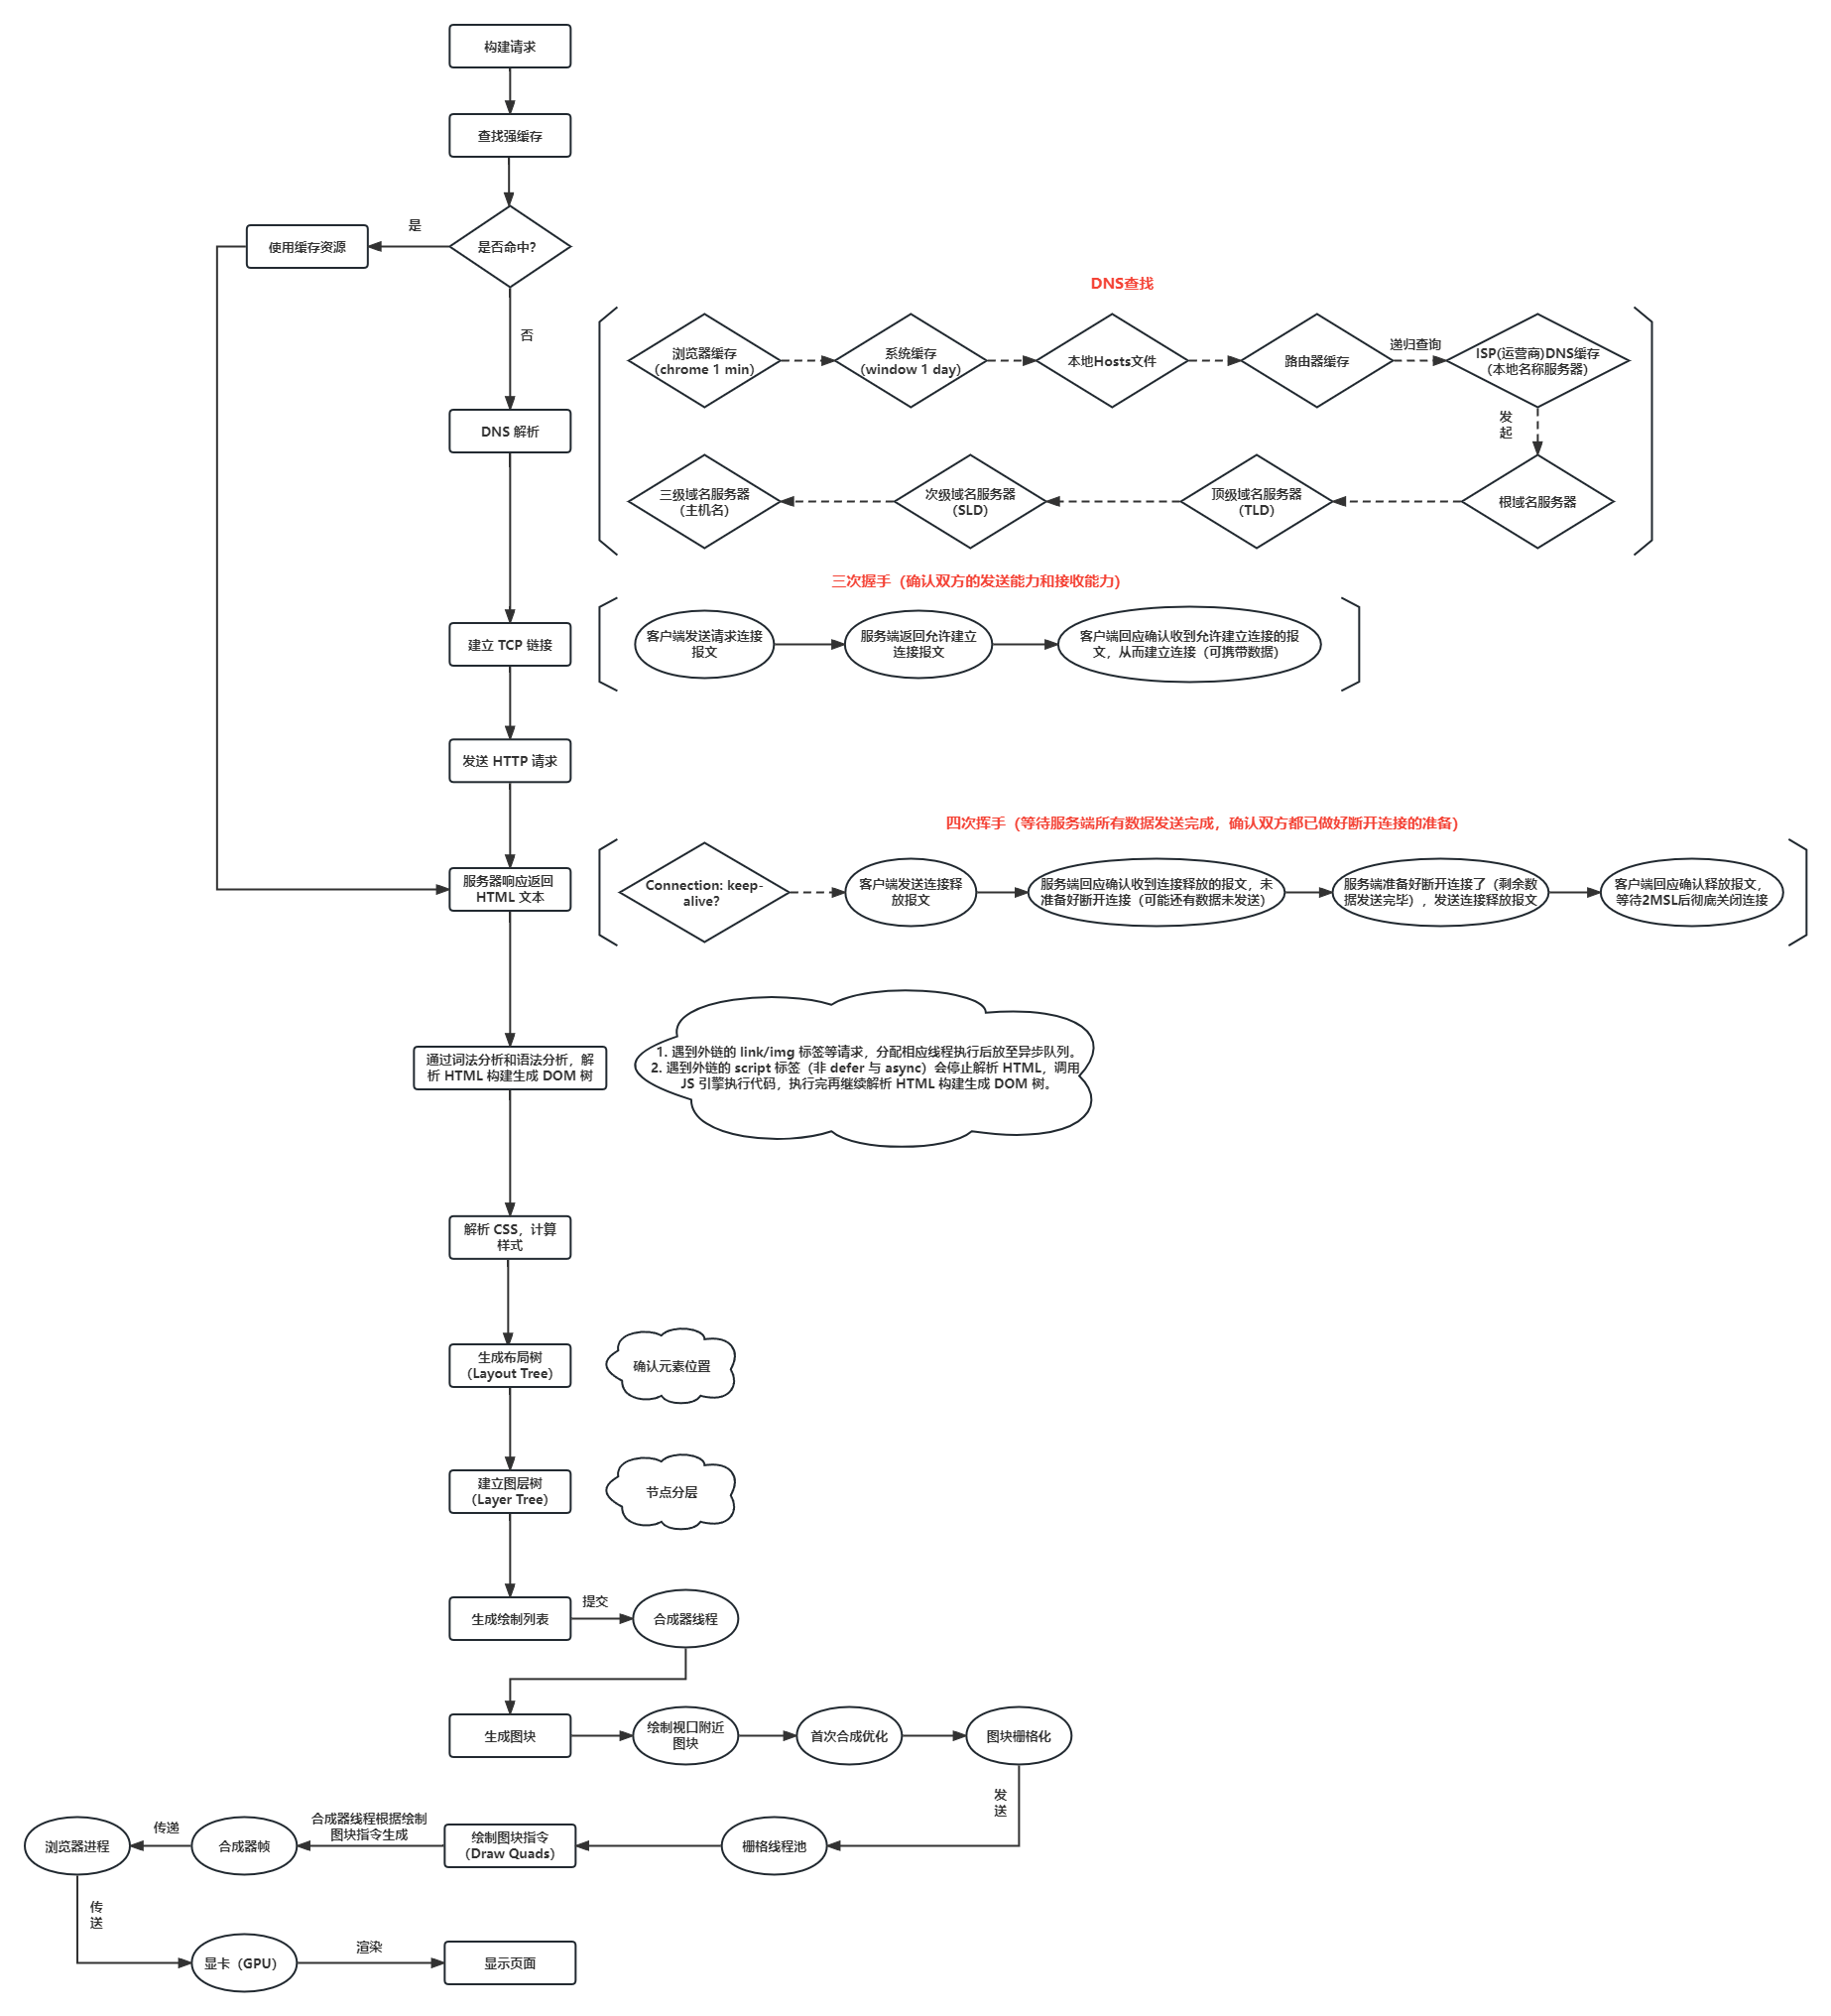 构建请求
查找强缓存
是否命中?
是
使用缓存资源
否
DNS查找
浏览器缓存
(chrome 1 min)
系统缓存
(window 1 day)
本地Hosts文件
路由器缓存
递归查询
ISP(运营商)DNS缓存
(本地名称服务器)
发
起
DNS 解析
三级域名服务器
(主机名)
次级域名服务器
(SLD)
顶级域名服务器
(TLD)
根域名服务器
三次握手（确认双方的发送能力和接收能力）
建立 TCP 链接
客户端发送请求连接
报文
服务端返回允许建立
连接报文
客户端回应确认收到允许建立连接的报
文，从而建立连接（可携带数据）
发送 HTTP 请求
四次挥手（等待服务端所有数据发送完成，确认双方都已做好断开连接的准备）
服务器响应返回
HTML 文本
Connection: keep-
alive?
客户端发送连接释
放报文
服务端回应确认收到连接释放的报文，未
准备好断开连接（可能还有数据未发送）
服务端准备好断开连接了（剩余数
据发送完毕），发送连接释放报文
客户端回应确认释放报文，
等待2MSL后彻底关闭连接
通过词法分析和语法分析，解
析 HTML 构建生成 DOM 树
1. 遇到外链的 link/img 标签等请求，分配相应线程执行后放至异步队列。
2. 遇到外链的 script 标签（非 defer 与 async）会停止解析 HTML，调用
JS 引擎执行代码，执行完再继续解析 HTML 构建生成 DOM 树。
解析 CSS，计算
样式
生成布局树
（Layout Tree）
确认元素位置
建立图层树
（Layer Tree）
节点分层
生成绘制列表
提交
合成器线程
生成图块
绘制视口附近
图块
首次合成优化
图块栅格化
发
送
浏览器进程
传递
合成器帧
合成器线程根据绘制
图块指令生成
绘制图块指令
（Draw Quads）
栅格线程池
传
送
显卡（GPU）
渲染
显示页面